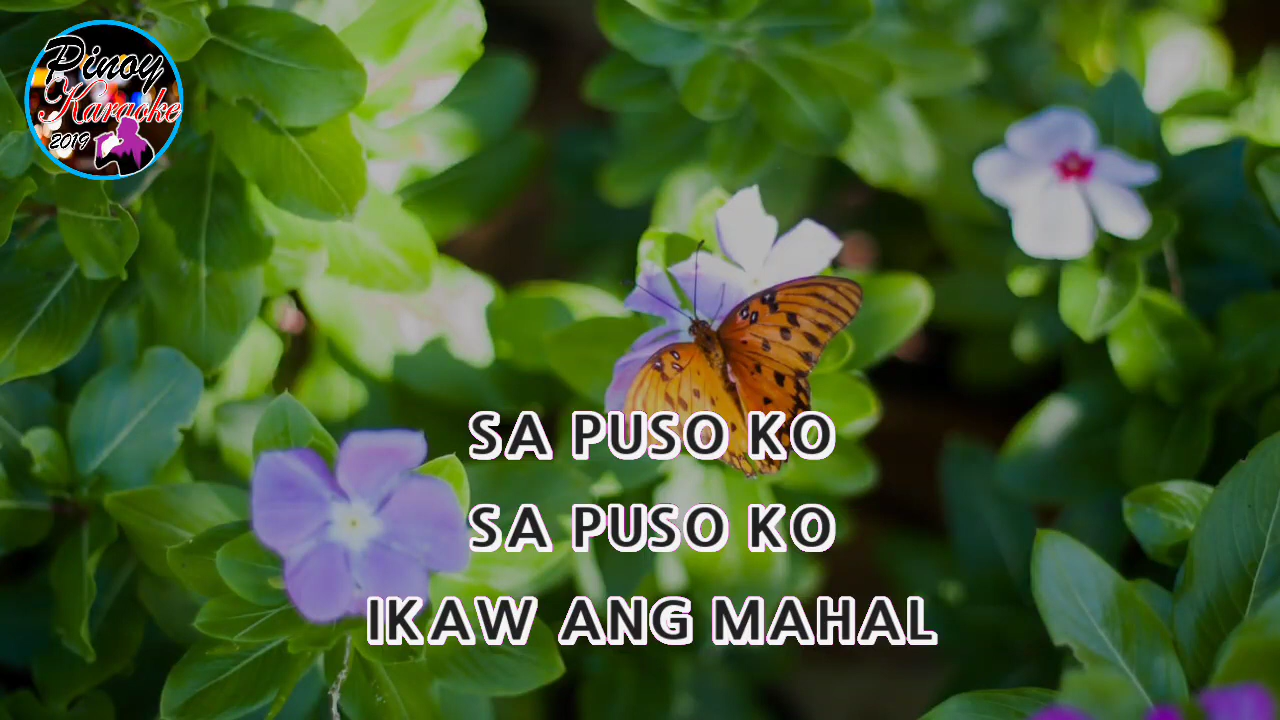 Pinoy
Karaoke
2019
SA PUSO KO
SA PUSO KO
IKAW ANG MAHAL